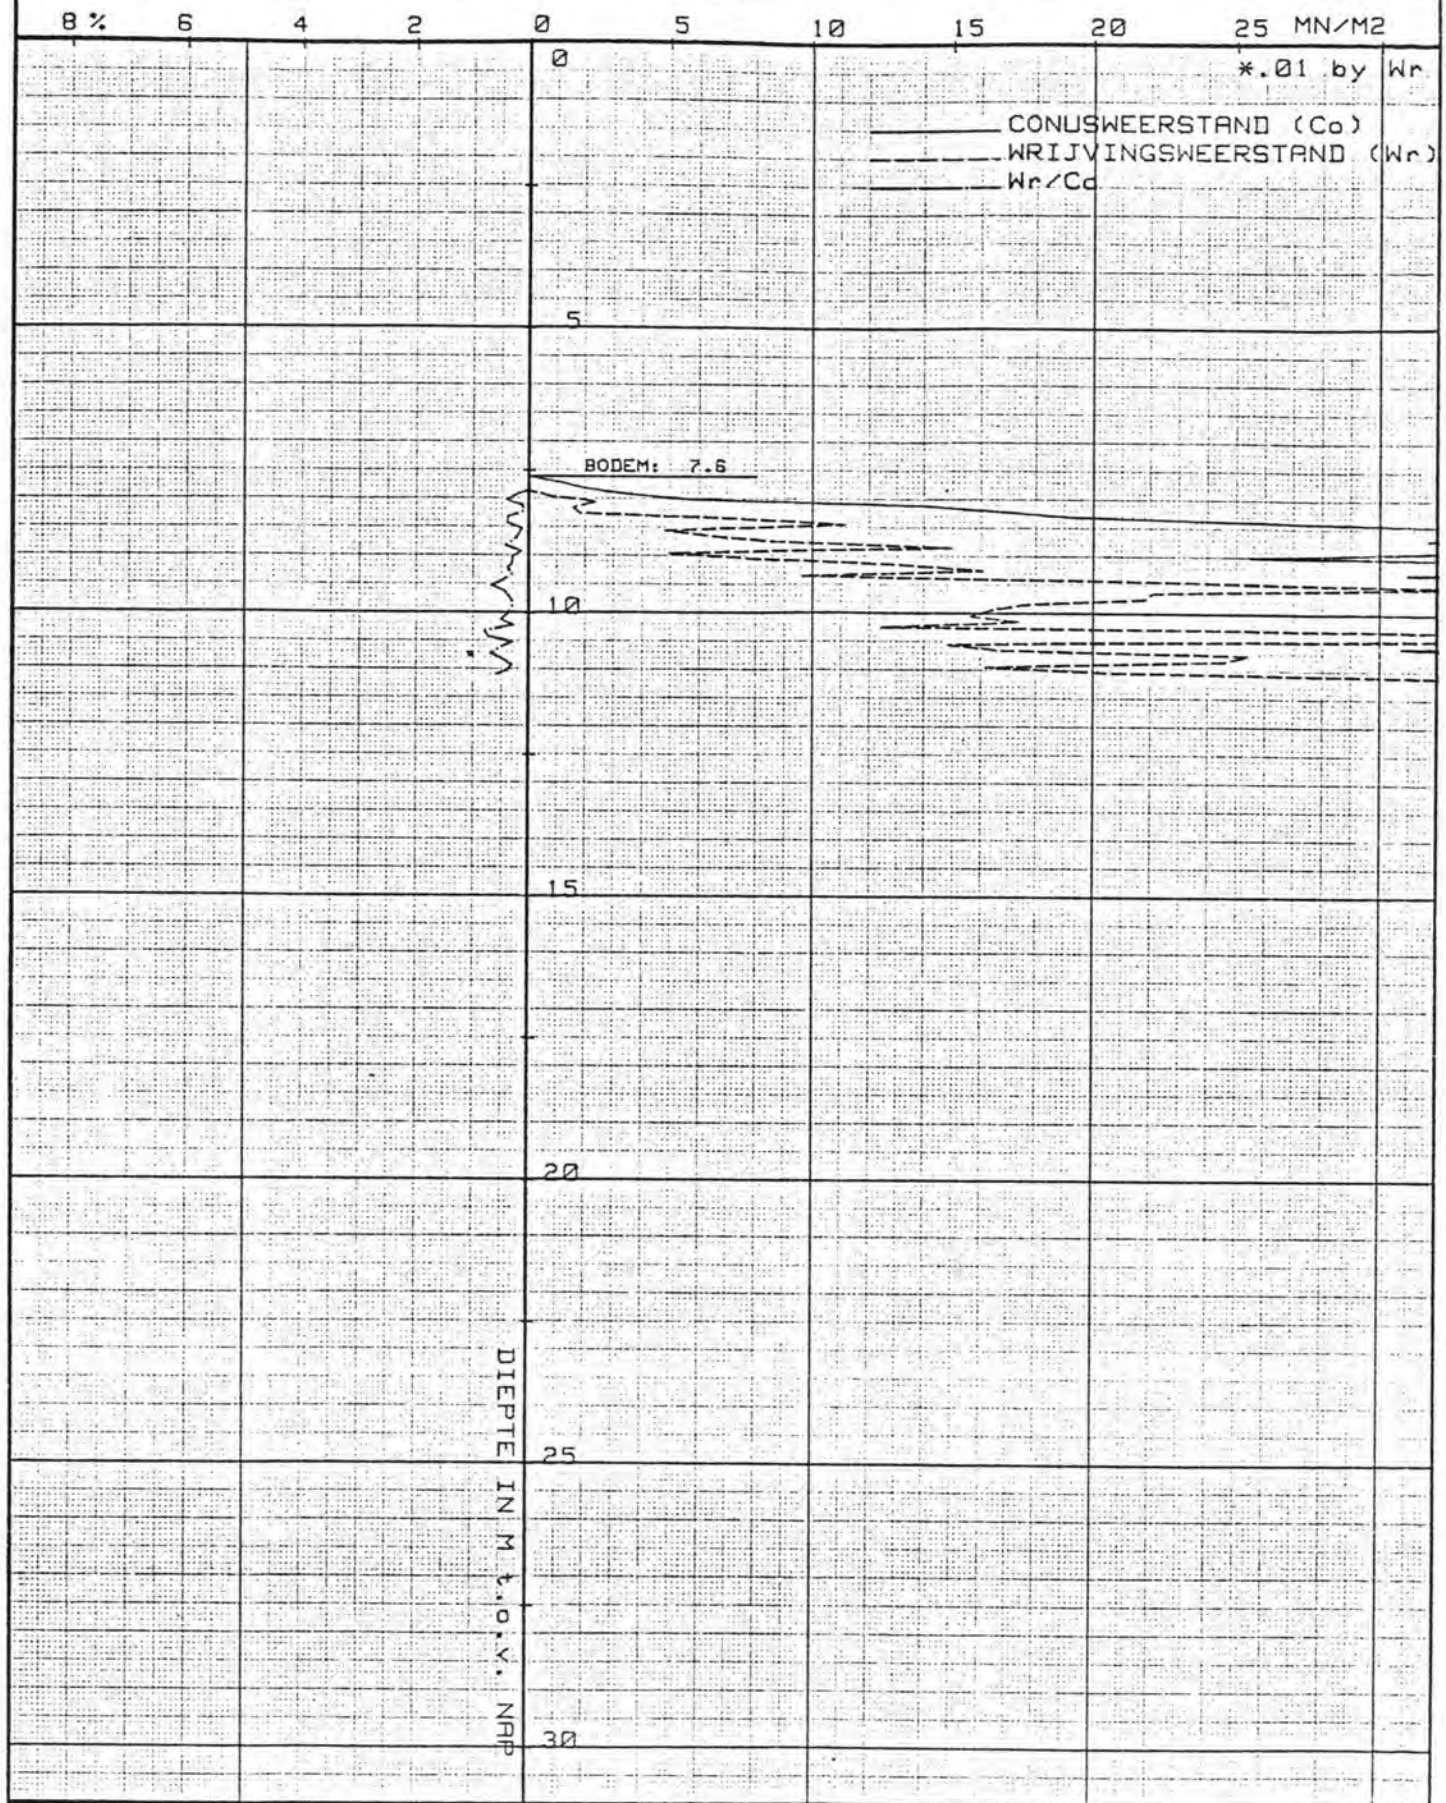 8 % 6 4 2 0 5 10 15 20 25 MN/M2
0
*.01 by Wr
CONUSWEERSTAND (Co)
WRIJVINGSWEERSTAND (Wr)
Wr/Co
5
BODEM: 7.6
10
15
20
25
30
DIEPTE IN M t.o.v. NAP